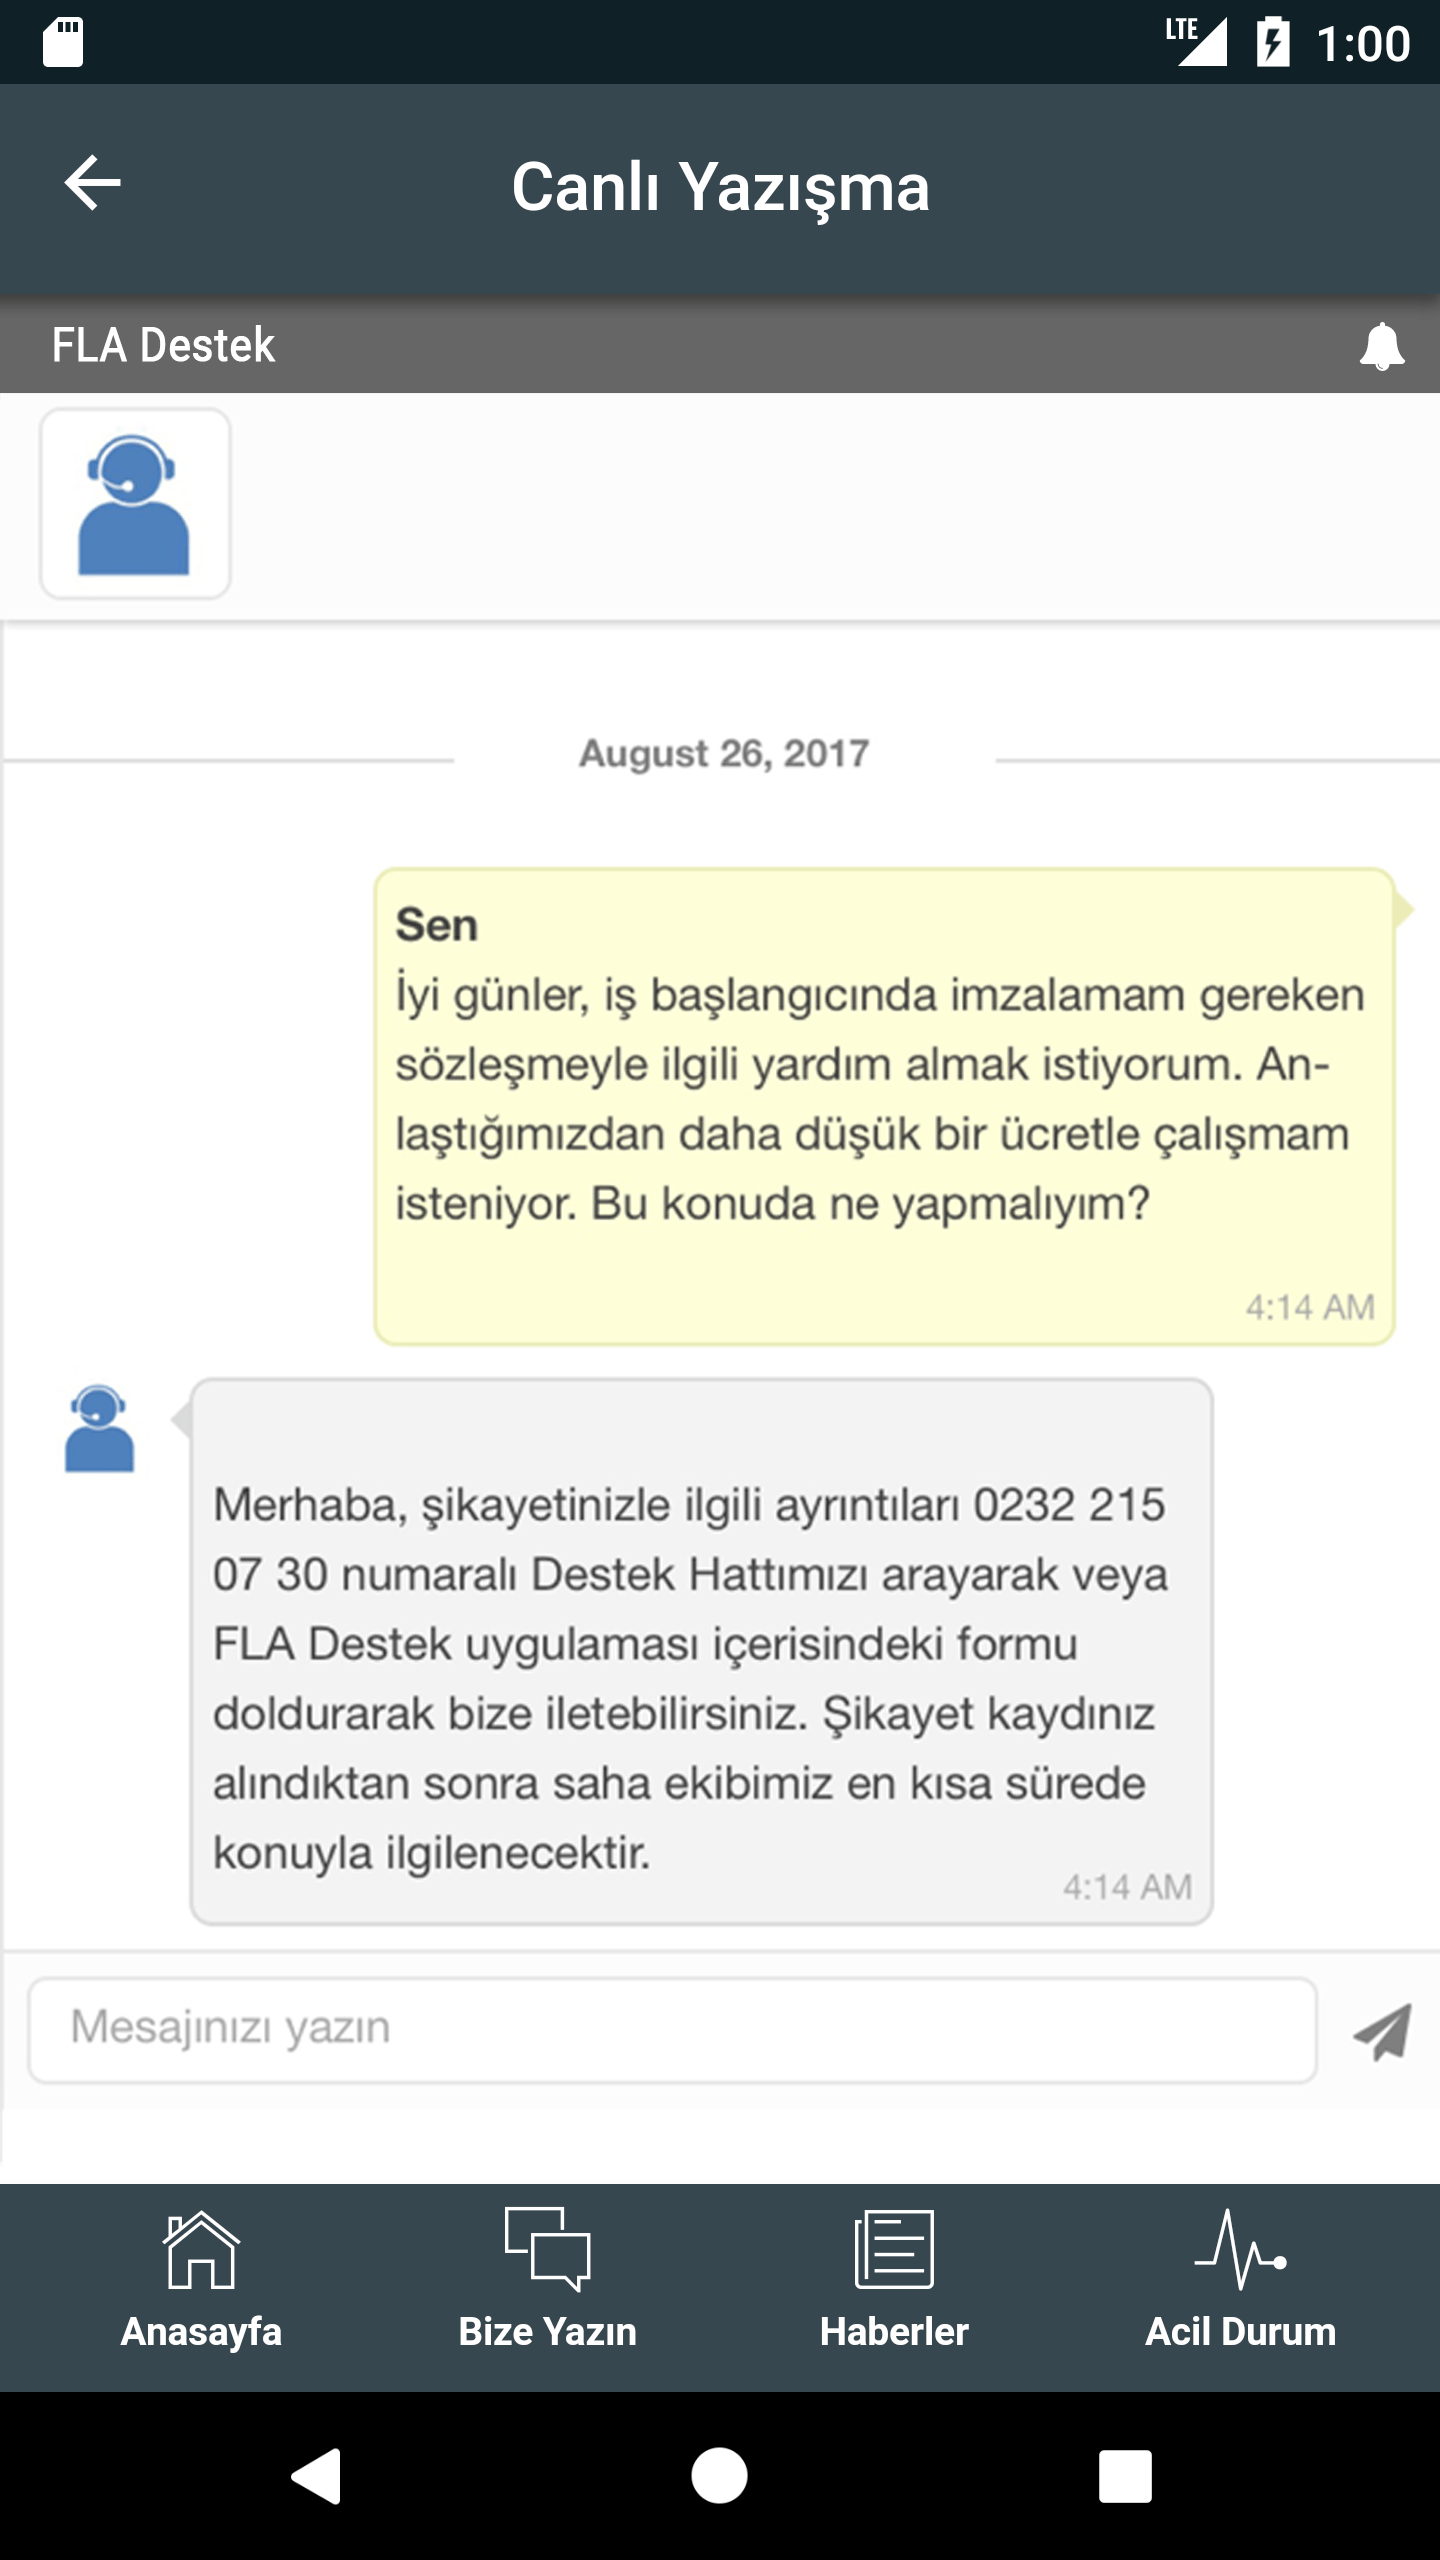 LTE 1:00
Canlı Yazışma
FLA Destek
August 26, 2017
Sen
İyi günler, iş başlangıcında imzalamam gereken
sözleşmeyle ilgili yardım almak istiyorum. An-
laştığımızdan daha düşük bir ücretle çalışmam
isteniyor. Bu konuda ne yapmalıyım?
4:14 AM
Merhaba, şikayetinizle ilgili ayrıntıları 0232 215
07 30 numaralı Destek Hattımızı arayarak veya
FLA Destek uygulaması içerisindeki formu
doldurarak bize iletebilirsiniz. Şikayet kaydınız
alındıktan sonra saha ekibimiz en kısa sürede
konuyla ilgilenecektir.
4:14 AM
Mesajınızı yazın
Anasayfa Bize Yazın Haberler Acil Durum